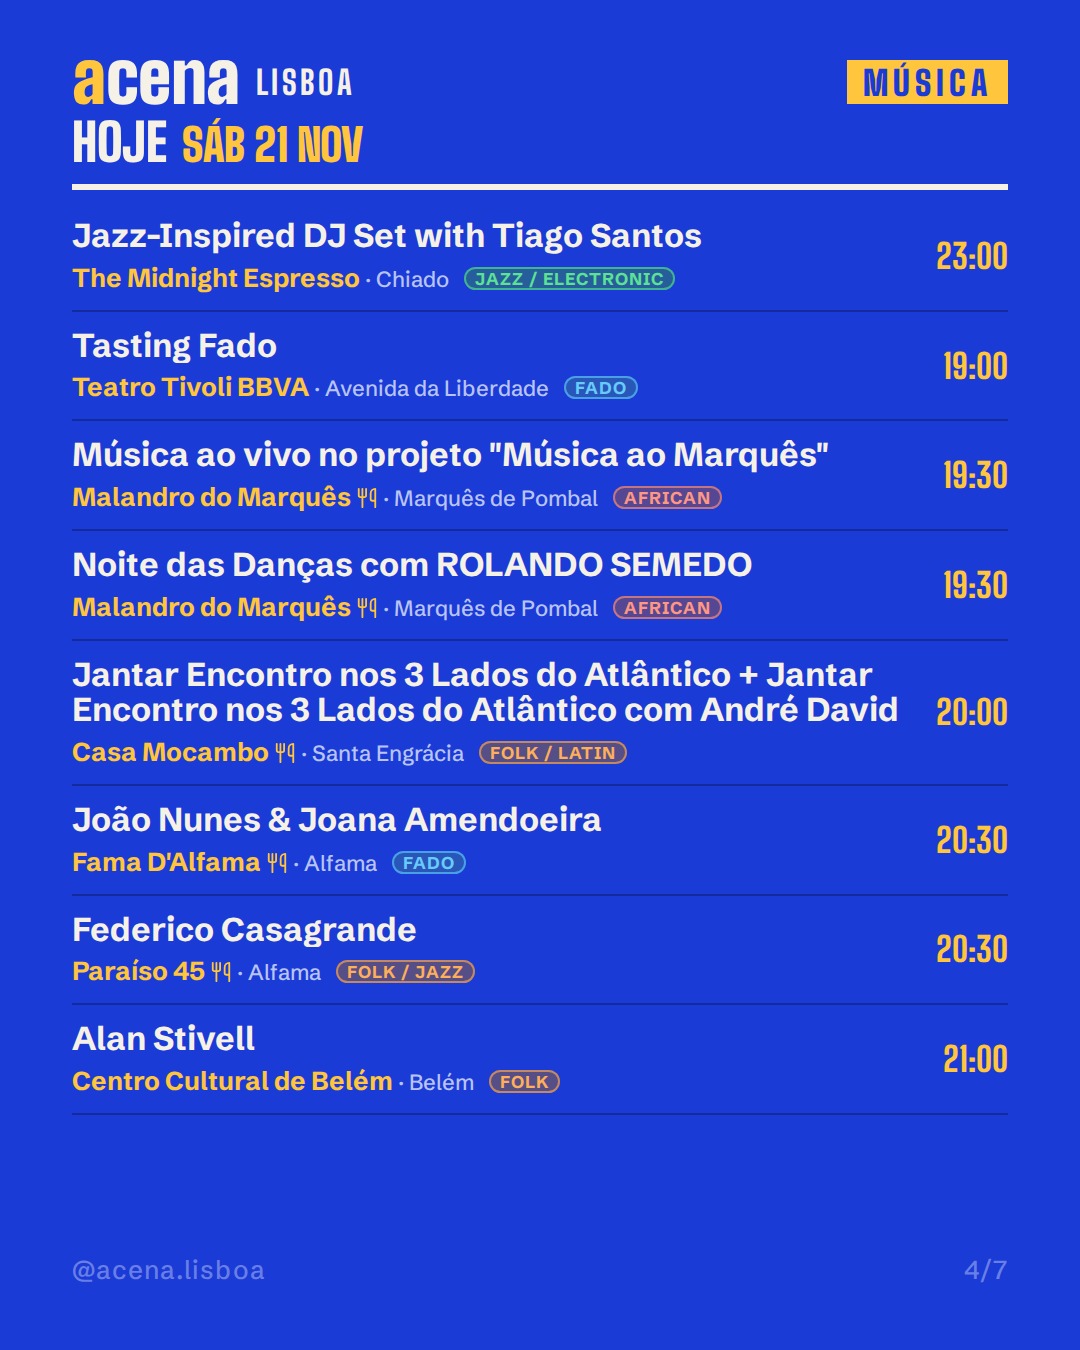 acena LISBOA
MÚSICA
HOJE SÁB 21 NOV
Jazz-Inspired DJ Set with Tiago Santos
The Midnight Espresso · Chiado JAZZ / ELECTRONIC
23:00
Tasting Fado
Teatro Tivoli BBVA · Avenida da Liberdade FADO
19:00
Música ao vivo no projeto "Música ao Marquês"
Malandro do Marquês · Marquês de Pombal AFRICAN
19:30
Noite das Danças com ROLANDO SEMEDO
Malandro do Marquês · Marquês de Pombal AFRICAN
19:30
Jantar Encontro nos 3 Lados do Atlântico + Jantar
Encontro nos 3 Lados do Atlântico com André David
Casa Mocambo · Santa Engrácia FOLK / LATIN
20:00
João Nunes & Joana Amendoeira
Fama D'Alfama · Alfama FADO
20:30
Federico Casagrande
Paraíso 45 · Alfama FOLK / JAZZ
20:30
Alan Stivell
Centro Cultural de Belém · Belém FOLK
21:00
@acena.lisboa
4/7